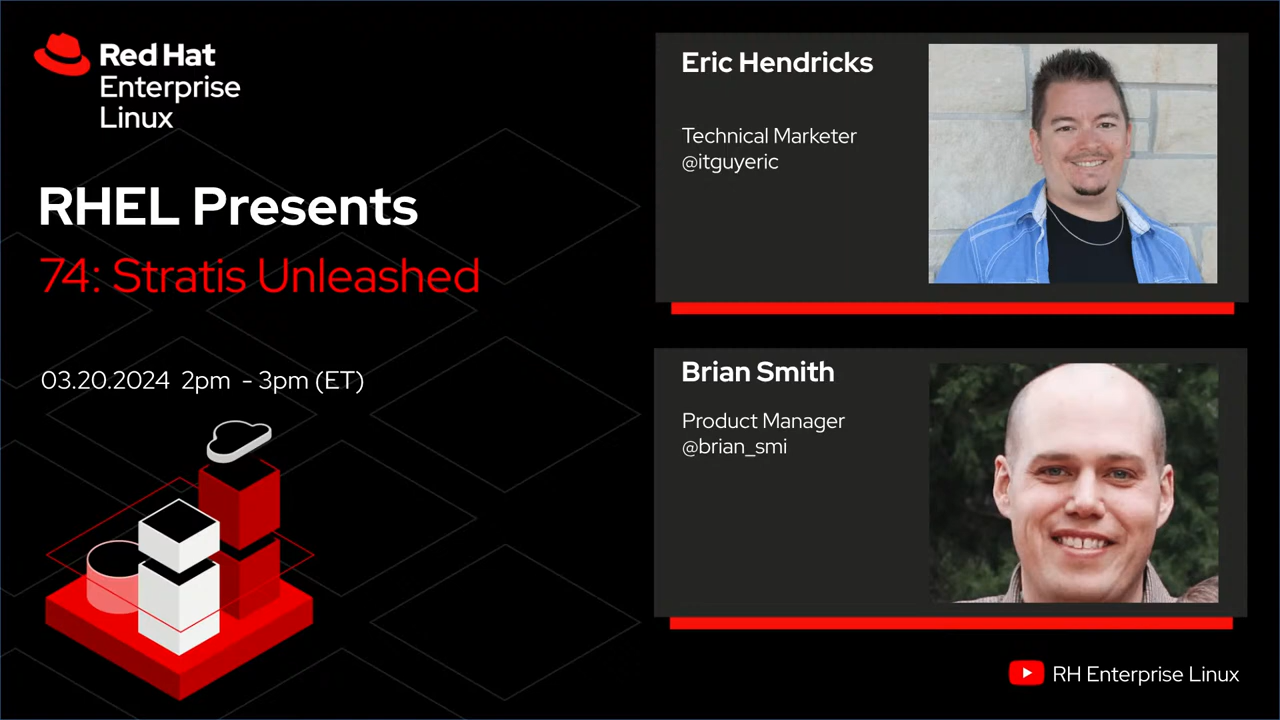 Red Hat
Enterprise
Linux
RHEL Presents
74: Stratis Unleashed
03.20.2024 2pm - 3pm (ET)
Eric Hendricks
Technical Marketer
@itguyeric
Brian Smith
Product Manager
@brian_smi
RH Enterprise Linux